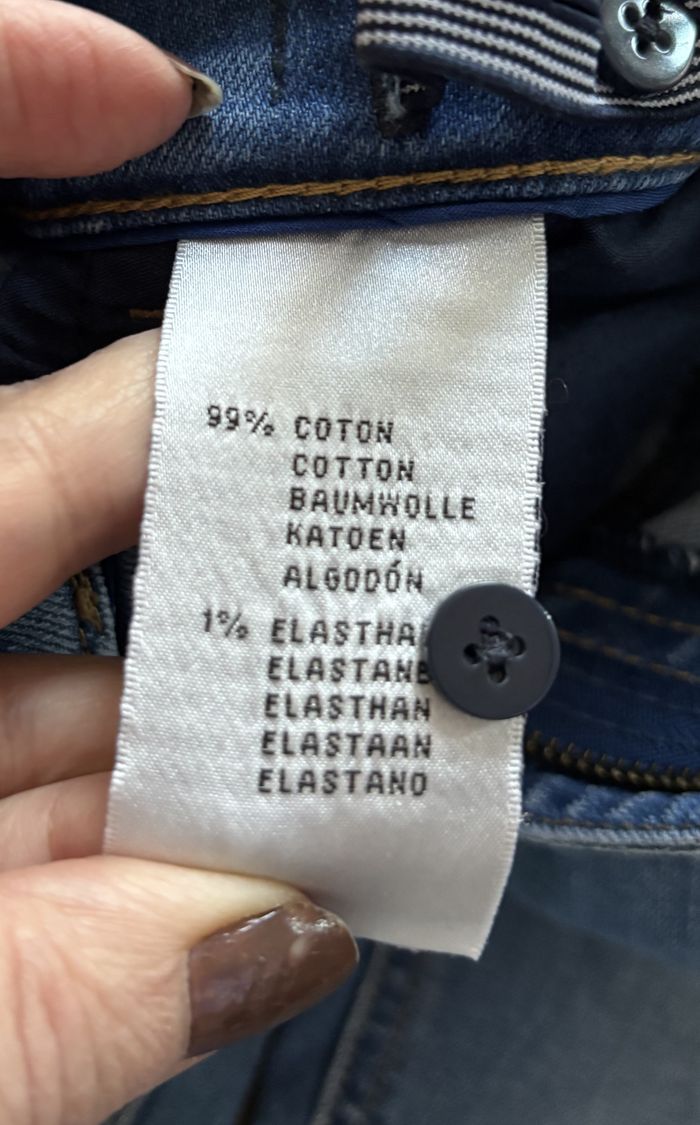 99% COTON
COTTON
BAUMWOLLE
KATOEN
ALGODÓN
1%
ELASTHAN
ELASTAAN
ELASTANO